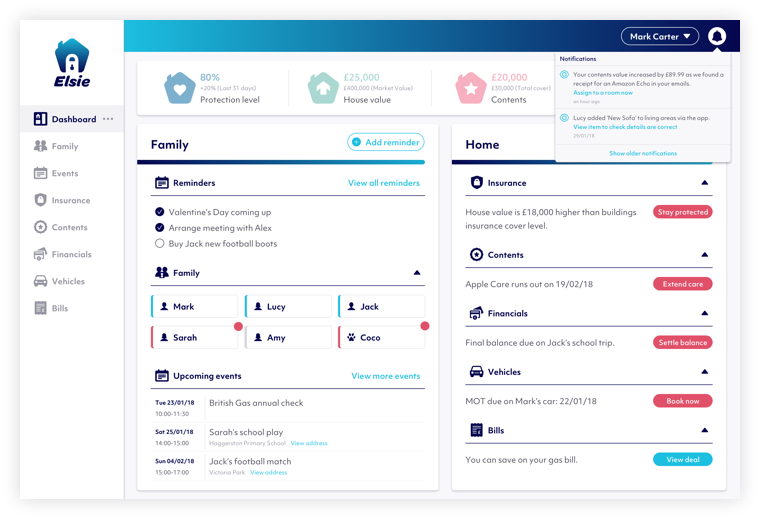 Mark Carter
Elsie
Dashboard
Family
Events
Insurance
Contents
Financials
Vehicles
Bills
80%
+20% (Last 31 days)
Protection level
£25,000
£400,000 (Market Value)
House value
£20,000
£30,000 (Total cover)
Contents
Notifications
Your contents value increased by £89.99 as we found a
receipt for an Amazon Echo in your emails.
Assign to a room now
an hour ago
Lucy added 'New Sofa' to living areas via the app.
View item to check details are correct
29/01/18
Show older notifications
Family
Add reminder
Reminders
View all reminders
Valentine's Day coming up
Arrange meeting with Alex
Buy Jack new football boots
Family
Mark
Lucy
Jack
Sarah
Amy
Coco
Upcoming events
View more events
Tue 23/01/18
10:00-11:30
British Gas annual check
Sat 25/01/18
14:00-15:00
Sarah's school play
Haggerston Primary School View address
Sun 04/02/18
15:00-17:00
Jack's football match
Victoria Park View address
Home
Insurance
House value is £18,000 higher than buildings
insurance cover level.
Stay protected
Contents
Apple Care runs out on 19/02/18
Extend care
Financials
Final balance due on Jack's school trip.
Settle balance
Vehicles
MOT due on Mark's car: 22/01/18
Book now
Bills
You can save on your gas bill.
View deal